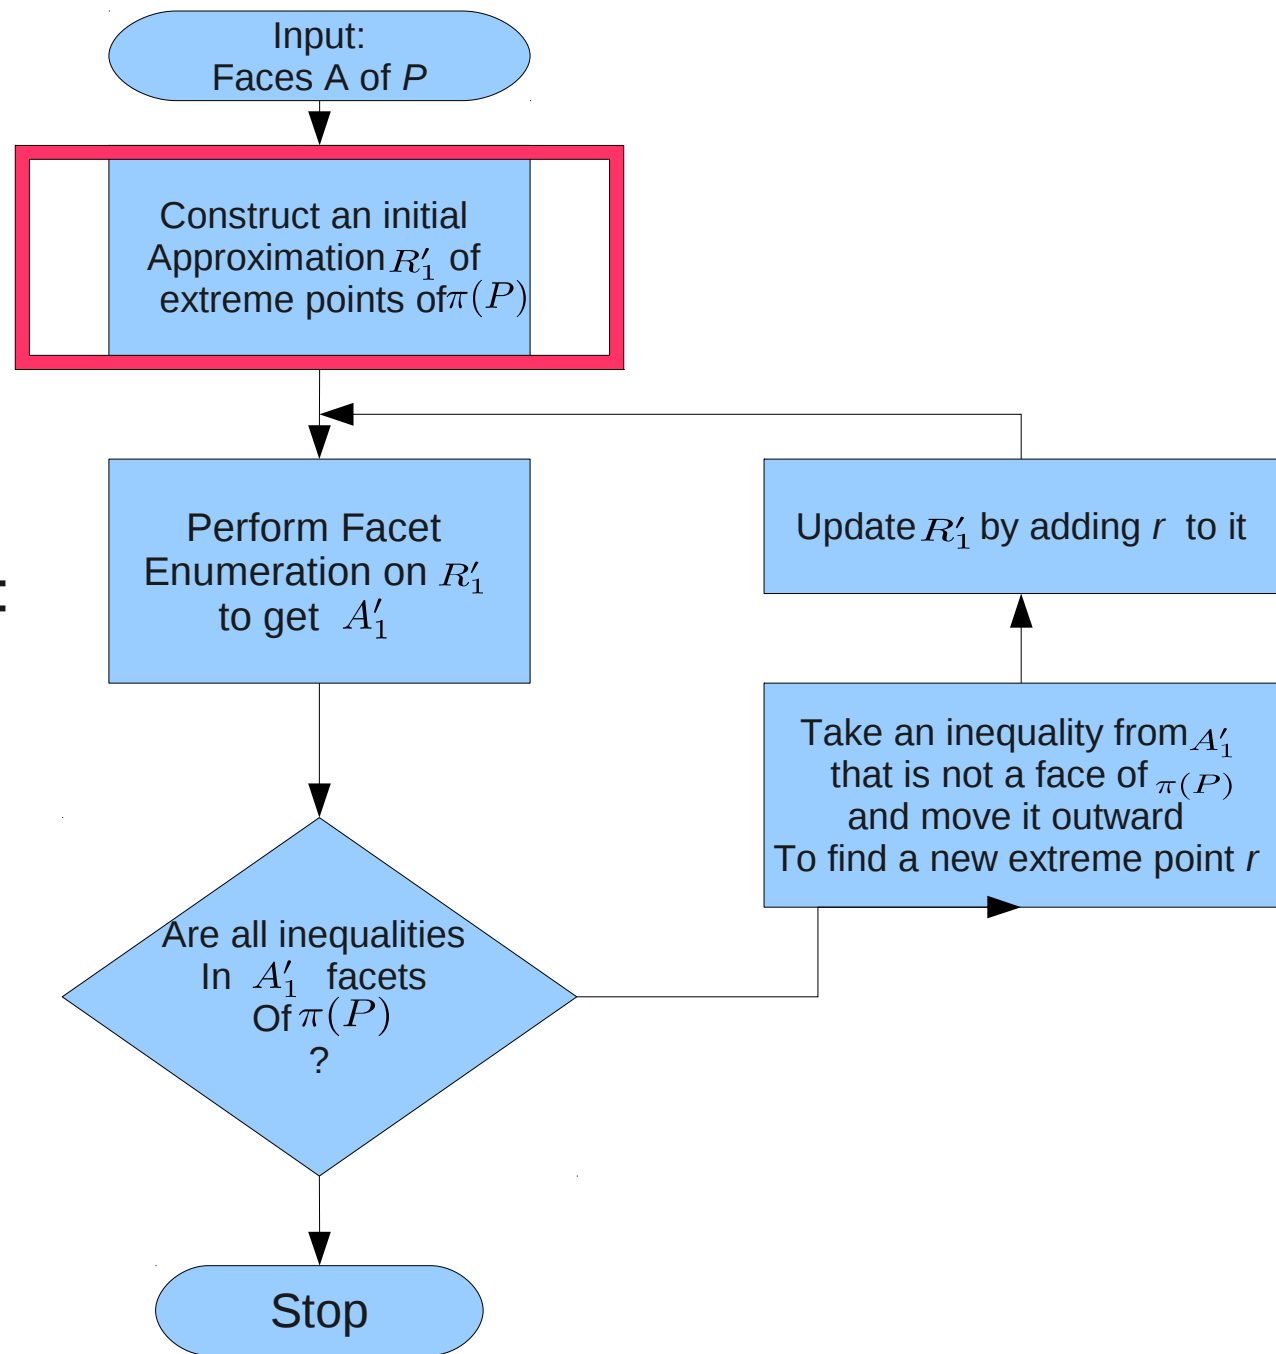 Input:
Faces A of P
Construct an initial
Approximation R′₁ of
extreme points of π(P)
Perform Facet
Enumeration on R′₁
to get A′₁
Are all inequalities
In A′₁ facets
Of π(P)
?
Stop
Update R′₁ by adding r to it
Take an inequality from A′₁
that is not a face of π(P)
and move it outward
To find a new extreme point r
: